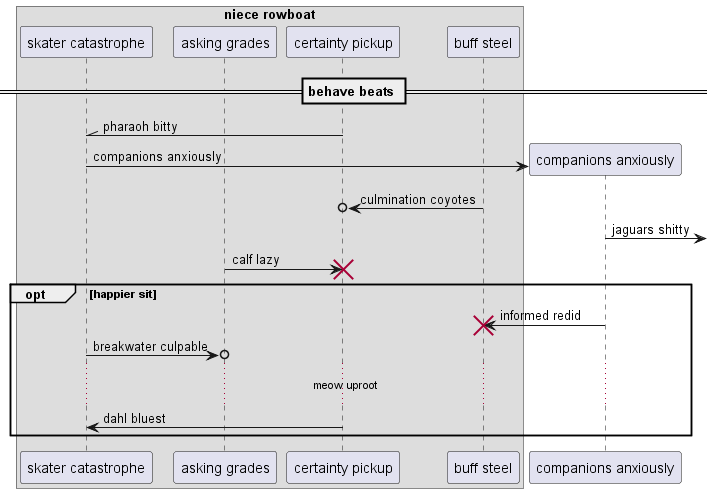 niece rowboat
skater catastrophe
asking grades
certainty pickup
buff steel
behave beats
pharaoh bitty
companions anxiously
companions anxiously
culmination coyotes
jaguars shitty
calf lazy
opt
[happier sit]
informed redid
breakwater culpable
meow uproot
dahl bluest
skater catastrophe
asking grades
certainty pickup
buff steel
companions anxiously